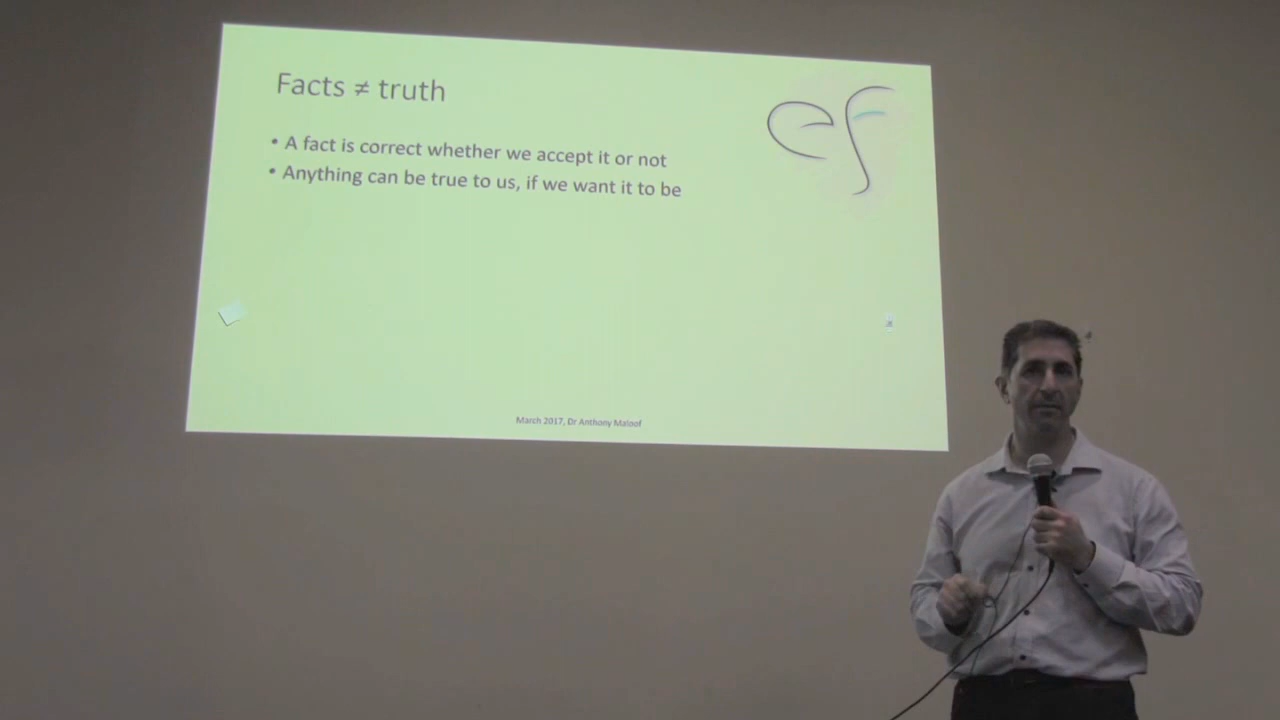 Facts ≠ truth
• A fact is correct whether we accept it or not
• Anything can be true to us, if we want it to be
ef
March 2017, Dr Anthony Maloof